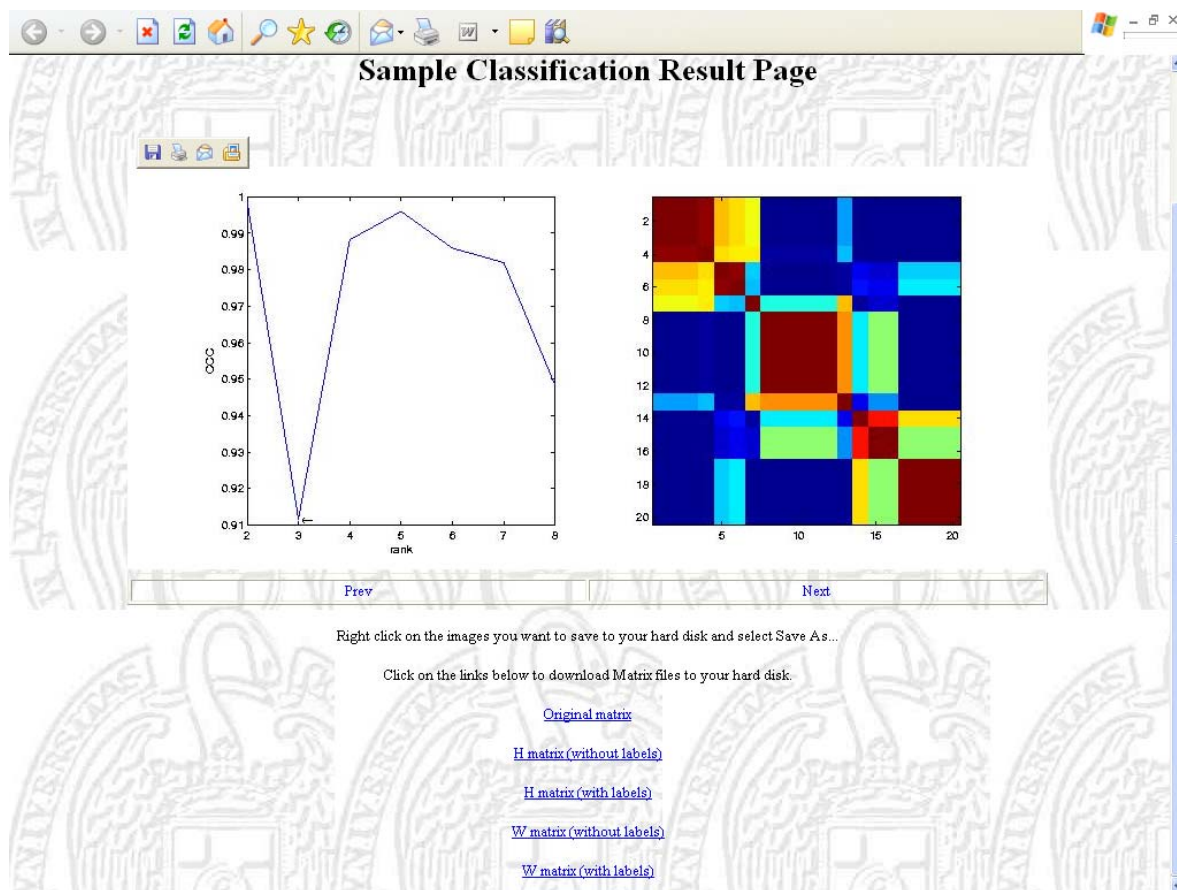 Sample Classification Result Page
1
0.99
0.98
0.97
0.96
0.95
0.94
0.93
0.92
0.91
CCC
2 3 4 5 6 7 8
rank
2
4
6
8
10
12
14
16
18
20
5 10 15 20
Prev Next
Right click on the images you want to save to your hard disk and select Save As...
Click on the links below to download Matrix files to your hard disk.
Original matrix
H matrix (without labels)
H matrix (with labels)
W matrix (without labels)
W matrix (with labels)